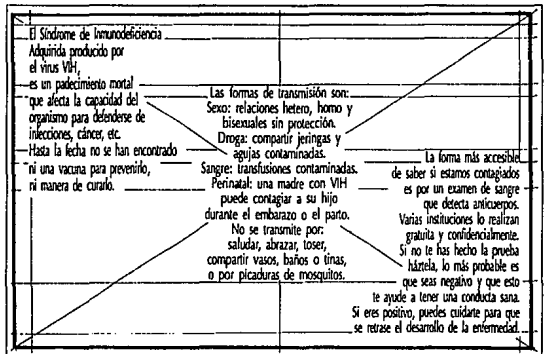 El Síndrome de Inmunodeficiencia
Adquirida producido por
el virus VIH,
es un padecimiento mortal
que afecta la capacidad del
organismo para defenderse de
infecciones, cáncer, etc.
Hasta la fecha no se han encontrado
ni una vacuna para prevenirlo,
ni manera de curarlo.
Las formas de transmisión son:
Sexo: relaciones hetero, homo y
bisexuales sin protección.
Droga: compartir jeringas y
agujas contaminadas.
Sangre: transfusiones contaminadas.
Perinatal: una madre con VIH
puede contagiar a su hijo
durante el embarazo o el parto.
No se transmite por:
saludar, abrazar, toser,
compartir vasos, baños o tinas,
o por picaduras de mosquitos.
La forma más accesible
de saber si estamos contagiados
es por un examen de sangre
que detecta anticuerpos.
Varias instituciones lo realizan
gratuita y confidencialmente.
Si no te has hecho la prueba
háztela, lo más probable es
que seas negativo y que esto
te ayude a tener una conducta sana.
Si eres positivo, puedes cuidarte para que
se retrase el desarrollo de la enfermedad.